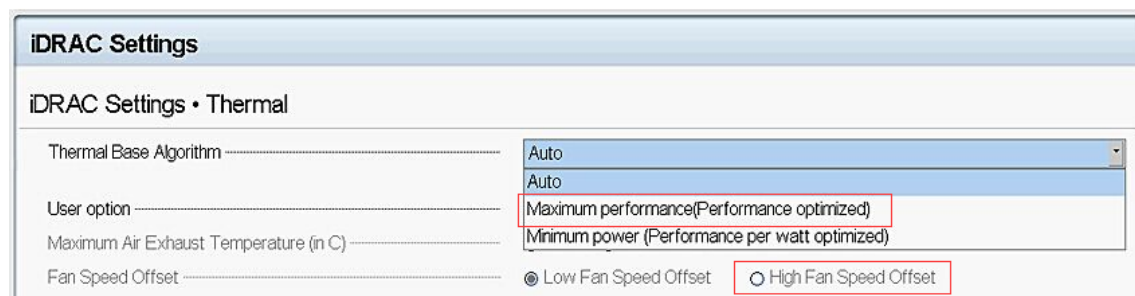 iDRAC Settings
iDRAC Settings • Thermal
Thermal Base Algorithm
Auto
Auto
User option
Maximum performance(Performance optimized)
Minimum power (Performance per watt optimized)
Maximum Air Exhaust Temperature (in C)
Fan Speed Offset
Low Fan Speed Offset
High Fan Speed Offset